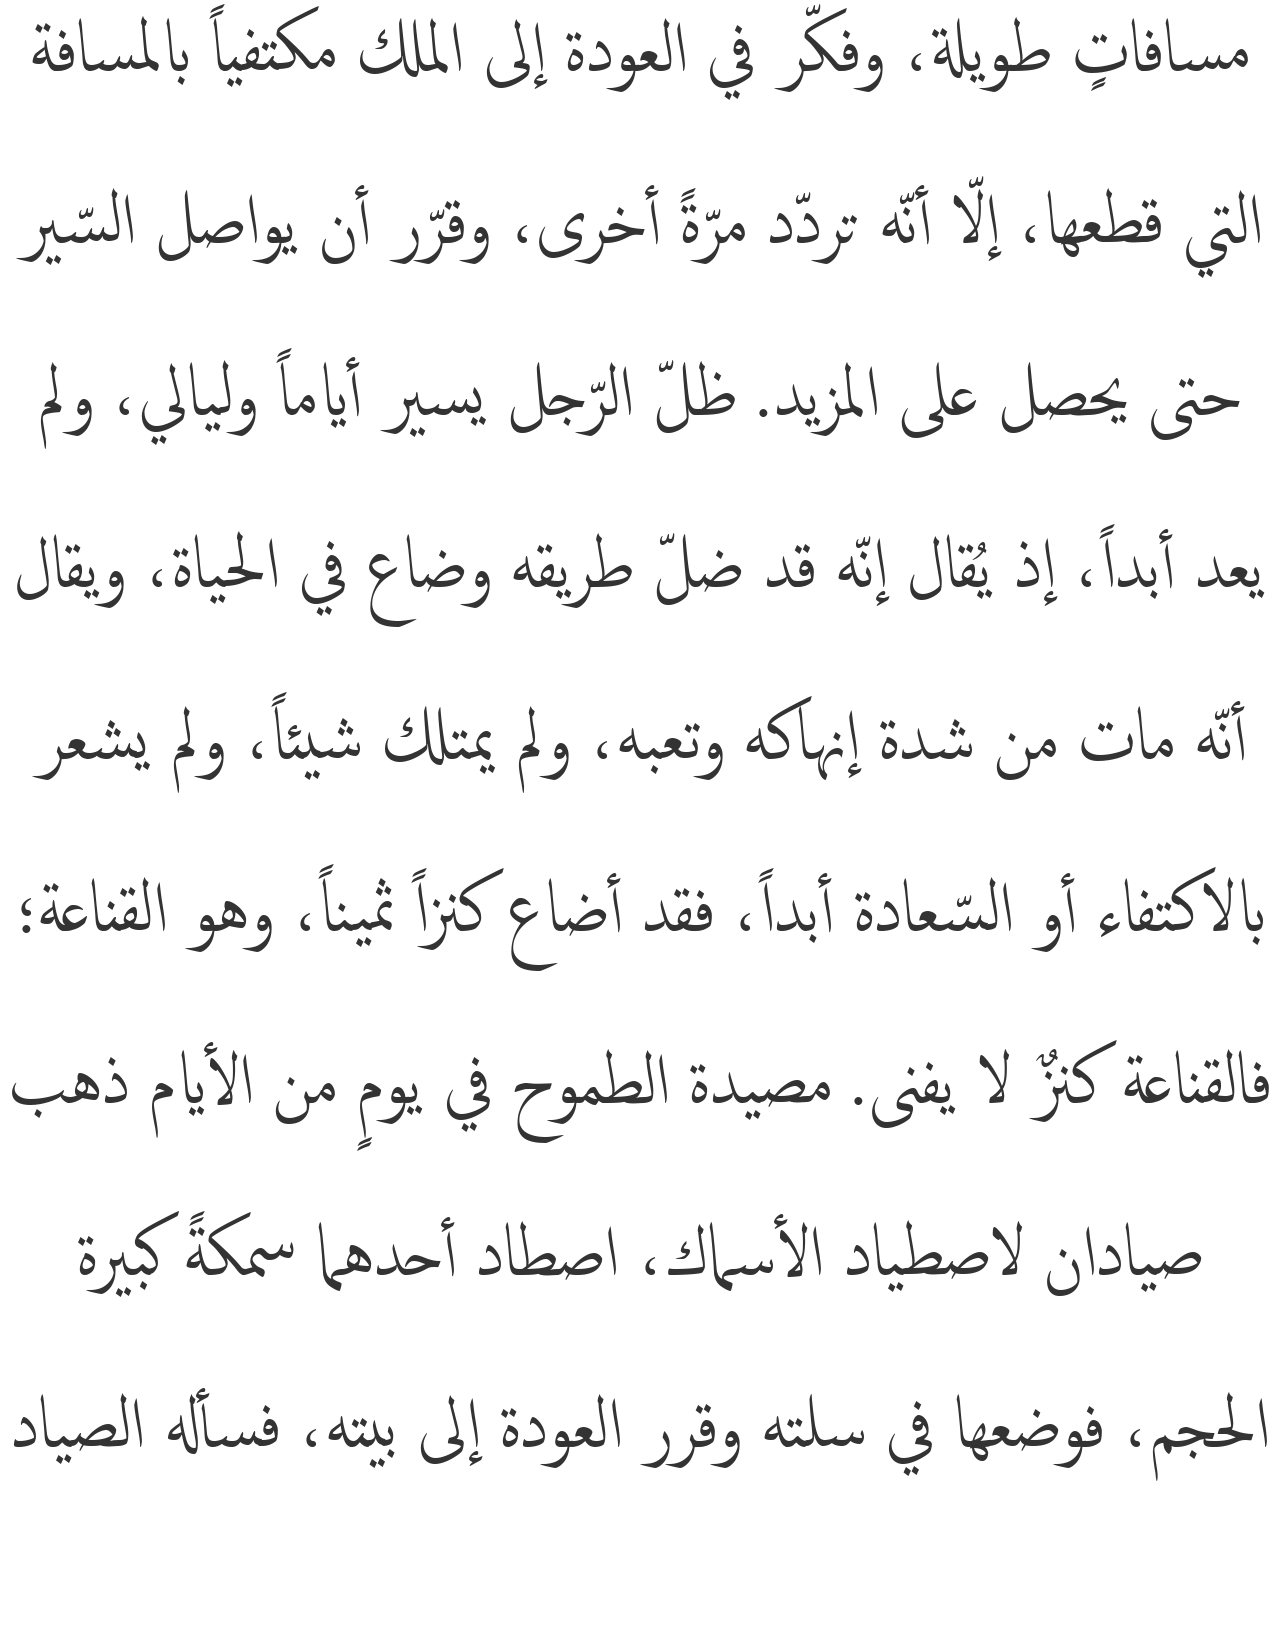 مسافاتٍ طويلة، وفكّر في العودة إلى الملك مكتفياً بالمسافة
التي قطعها، إلّا أنّه تردّد مرّةً أخرى، وقرّر أن يواصل السّير
حتى يحصل على المزيد. ظلّ الرّجل يسير أياماً وليالي، ولم
يعد أبداً، إذ يُقال إنّه قد ضلّ طريقه وضاع في الحياة، ويقال
أنّه مات من شدة إنهاكه وتعبه، ولم يمتلك شيئاً، ولم يشعر
بالاكتفاء أو السّعادة أبداً، فقد أضاع كنزاً ثميناً، وهو القناعة؛
فالقناعة كنزٌ لا يفنى. مصيدة الطموح في يومٍ من الأيام ذهب
صيادان لاصطياد الأسماك، اصطاد أحدهما سمكةً كبيرة
الحجم، فوضعها في سلته وقرر العودة إلى بيته، فسأله الصياد